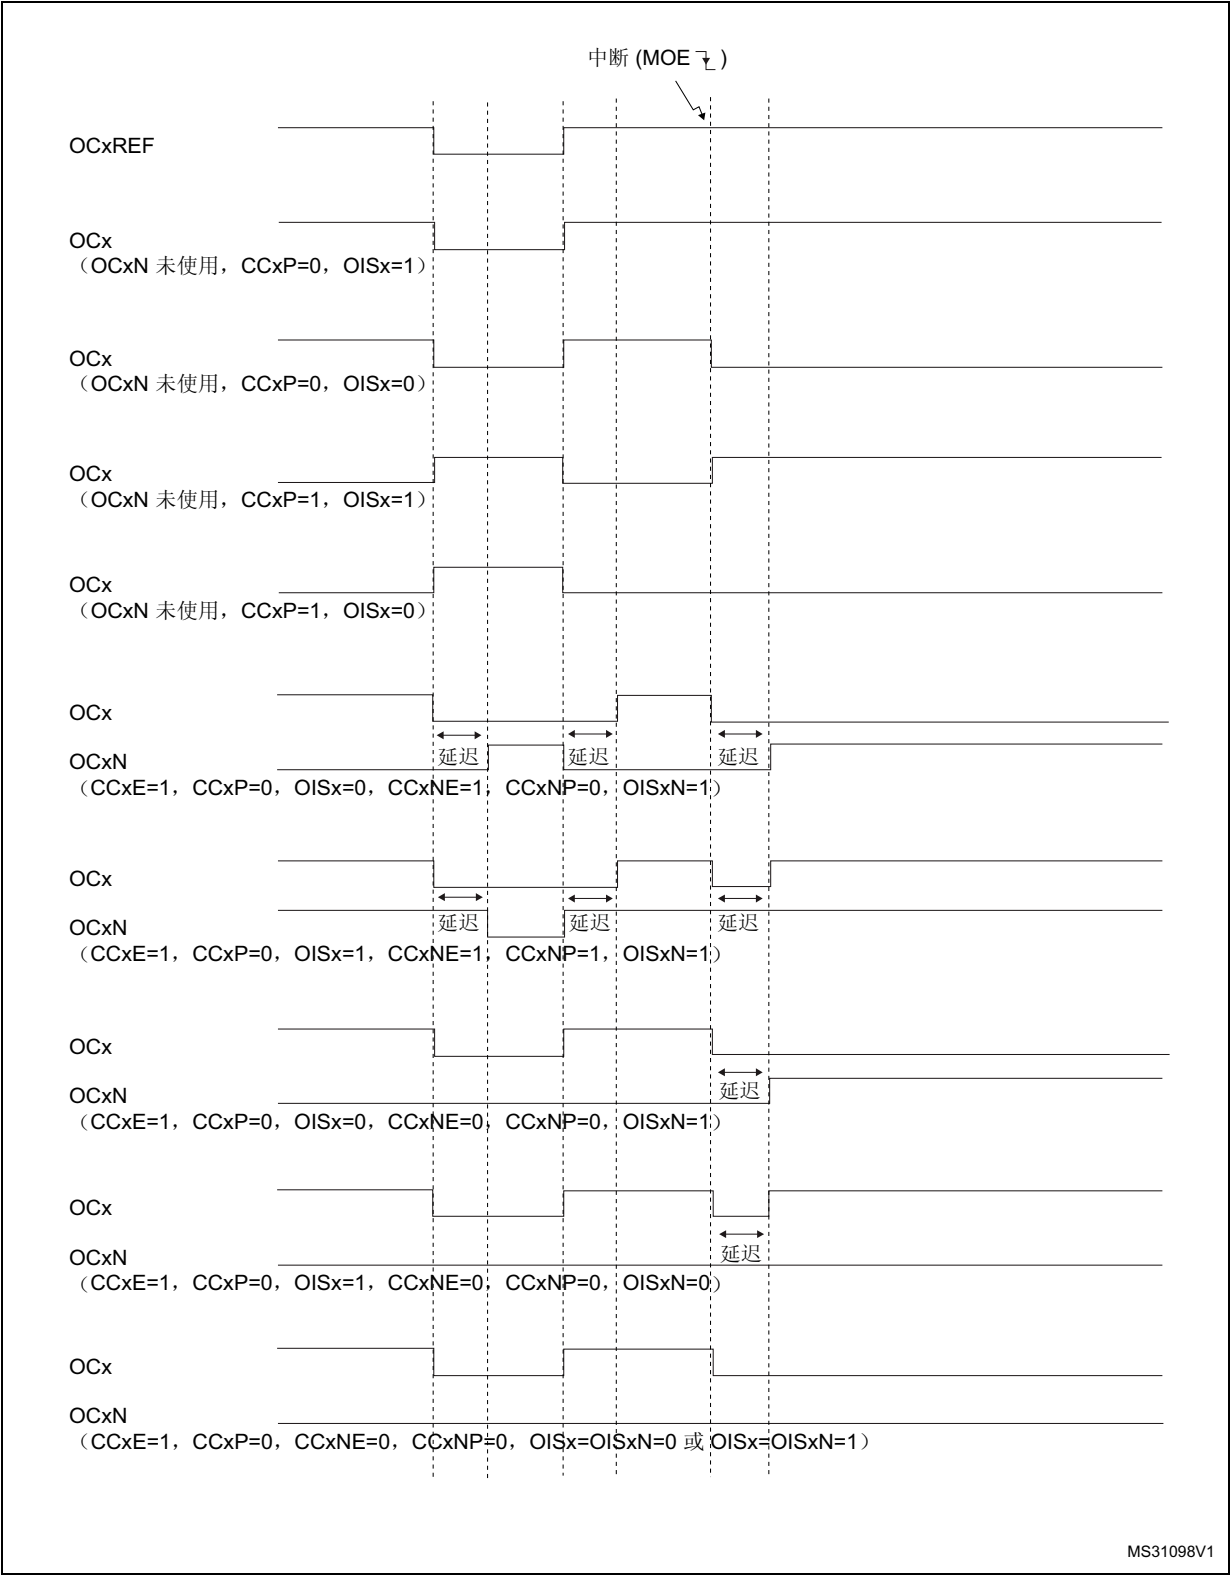 中断 (MOE )
OCxREF
OCx
（OCxN 未使用，CCxP=0，OISx=1）
OCx
（OCxN 未使用，CCxP=0，OISx=0）
OCx
（OCxN 未使用，CCxP=1，OISx=1）
OCx
（OCxN 未使用，CCxP=1，OISx=0）
OCx
延迟 延迟 延迟
OCxN
（CCxE=1，CCxP=0，OISx=0，CCxNE=1，CCxNP=0，OISxN=1）
OCx
延迟 延迟 延迟
OCxN
（CCxE=1，CCxP=0，OISx=1，CCxNE=1，CCxNP=1，OISxN=1）
OCx
延迟
OCxN
（CCxE=1，CCxP=0，OISx=0，CCxNE=0，CCxNP=0，OISxN=1）
OCx
延迟
OCxN
（CCxE=1，CCxP=0，OISx=1，CCxNE=0，CCxNP=0，OISxN=0）
OCx
OCxN
（CCxE=1，CCxP=0，CCxNE=0，CCxNP=0，OISx=OISxN=0 或 OISx=OISxN=1）
MS31098V1